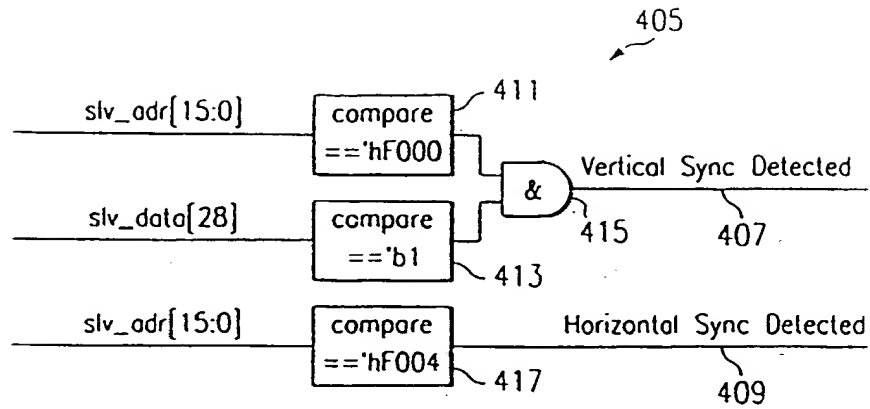 405
slv_adr[15:0]
compare
=='hF000
411
&
415
Vertical Sync Detected
407
slv_data[28]
compare
=='b1
413
slv_adr[15:0]
compare
=='hF004
417
Horizontal Sync Detected
409